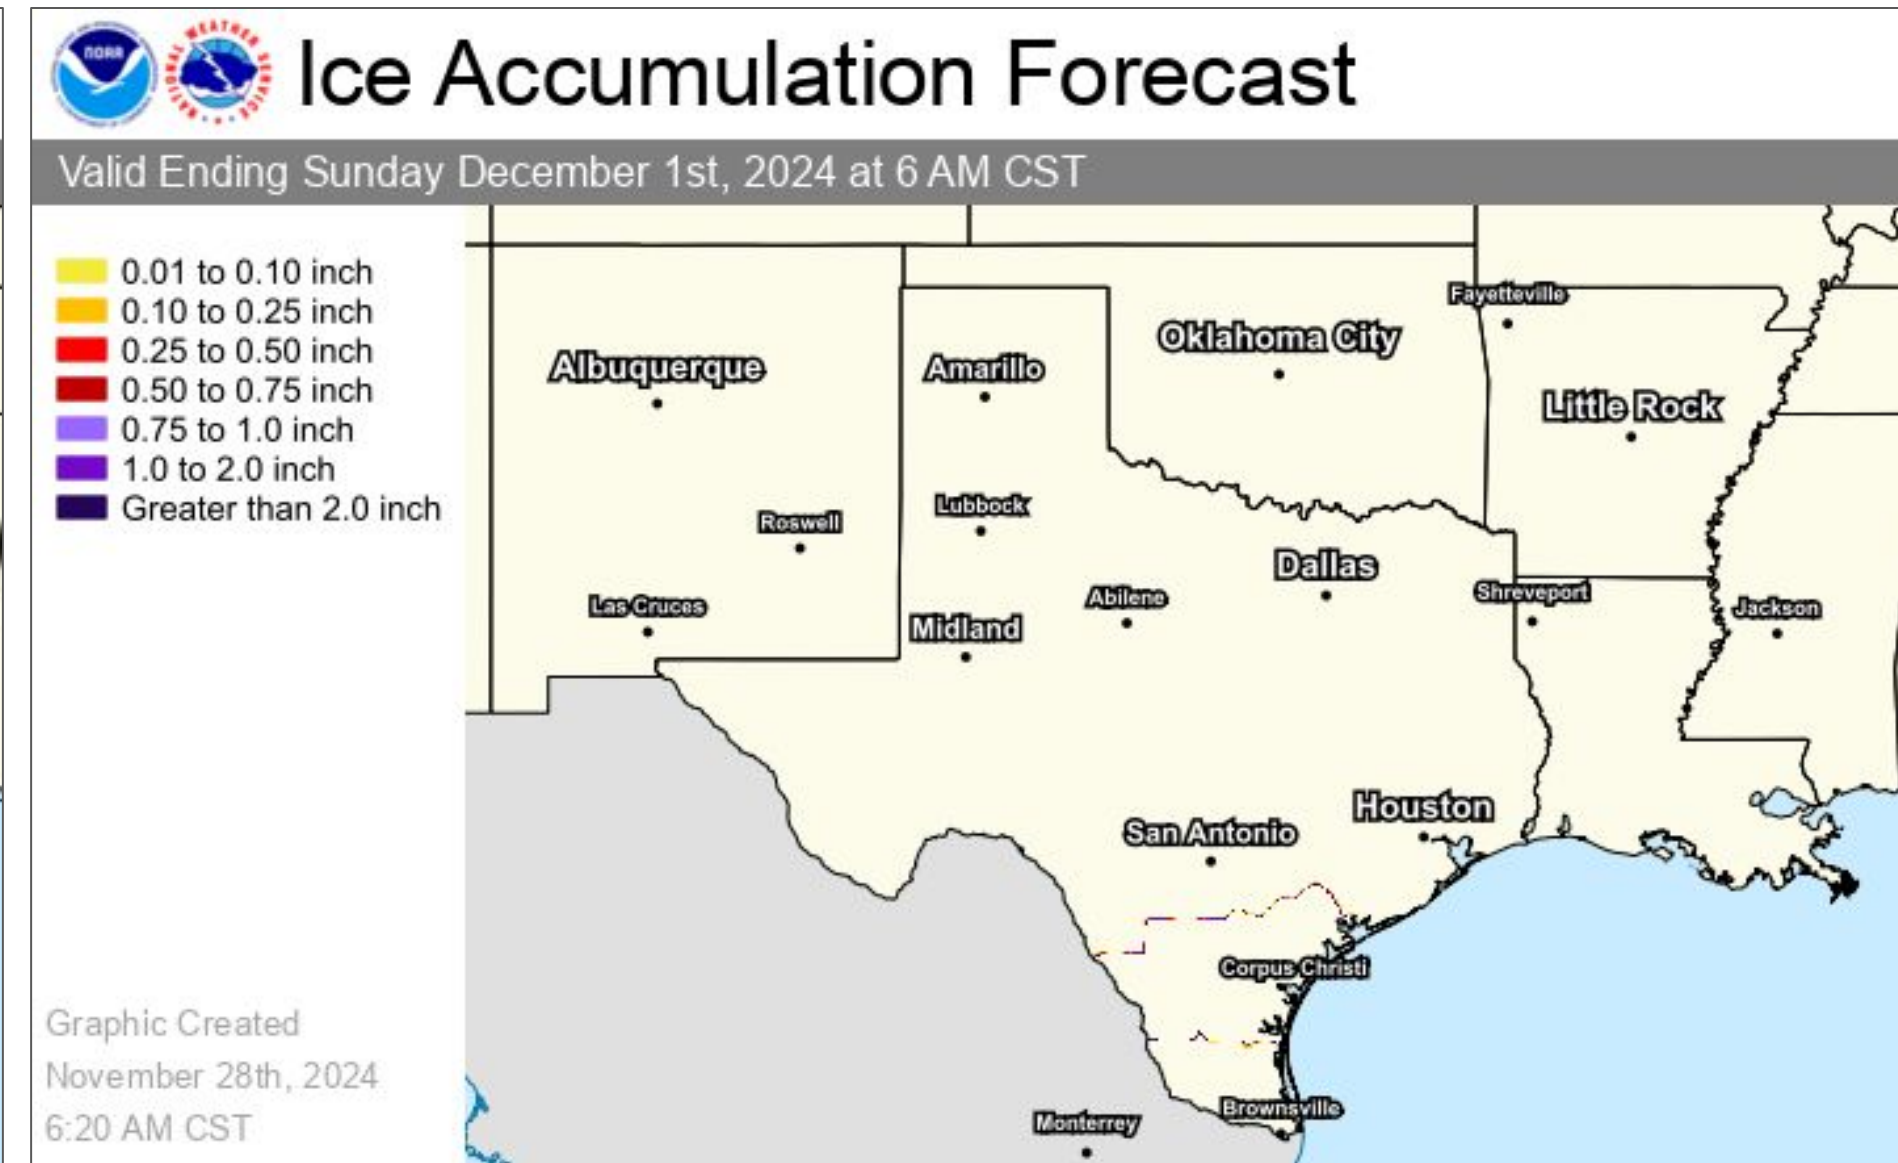 NOAA
NATIONAL WEATHER SERVICE
Ice Accumulation Forecast
Valid Ending Sunday December 1st, 2024 at 6 AM CST
0.01 to 0.10 inch
0.10 to 0.25 inch
0.25 to 0.50 inch
0.50 to 0.75 inch
0.75 to 1.0 inch
1.0 to 2.0 inch
Greater than 2.0 inch
Fayetteville
Oklahoma City
Albuquerque
Amarillo
Little Rock
Lubbock
Roswell
Dallas
Shreveport
Abilene
Las Cruces
Jackson
Midland
Houston
San Antonio
Corpus Christi
Brownsville
Monterrey
Graphic Created
November 28th, 2024
6:20 AM CST